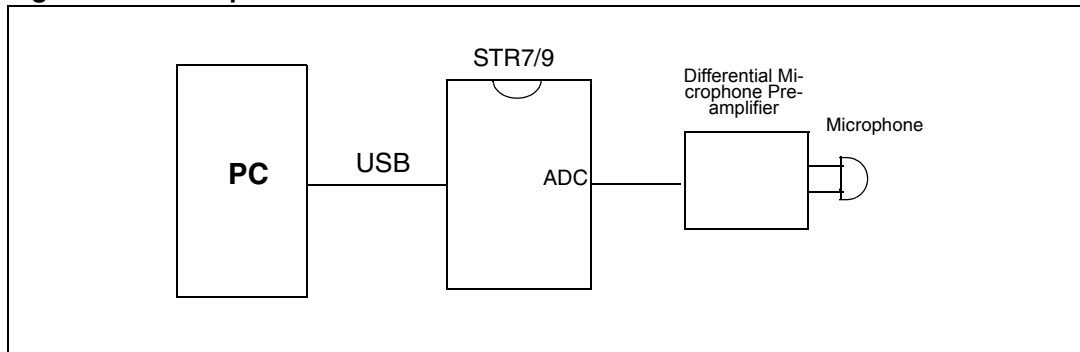 STR7/9
Differential Mi-
crophone Pre-
amplifier
Microphone
PC
USB
ADC